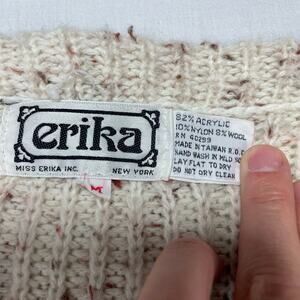 erika
MISS ERIKA INC. NEW YORK
M
82% ACRYLIC
10% NYLON 8% WOOL
RN 60299
MADE IN TAIWAN R.O.C
HAND WASH IN MILD
LAY FLAT TO DRY
DO NOT DRY CLEAN